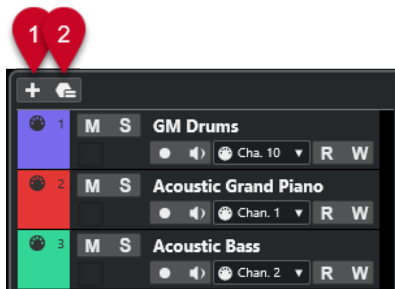 1 2
1 M S GM Drums
Cha. 10 R W
2 M S Acoustic Grand Piano
Chan. 1 R W
3 M S Acoustic Bass
Chan. 2 R W